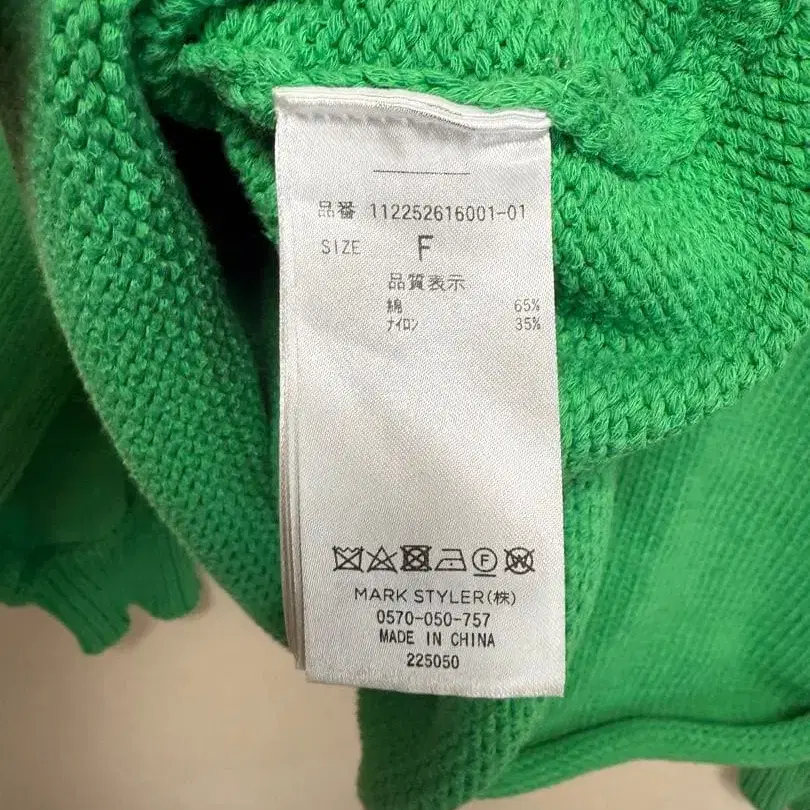 品番 112252616001-01
SIZE F
品質表示
綿 65%
ナイロン 35%
F W
MARK STYLER(株)
0570-050-757
MADE IN CHINA
225050